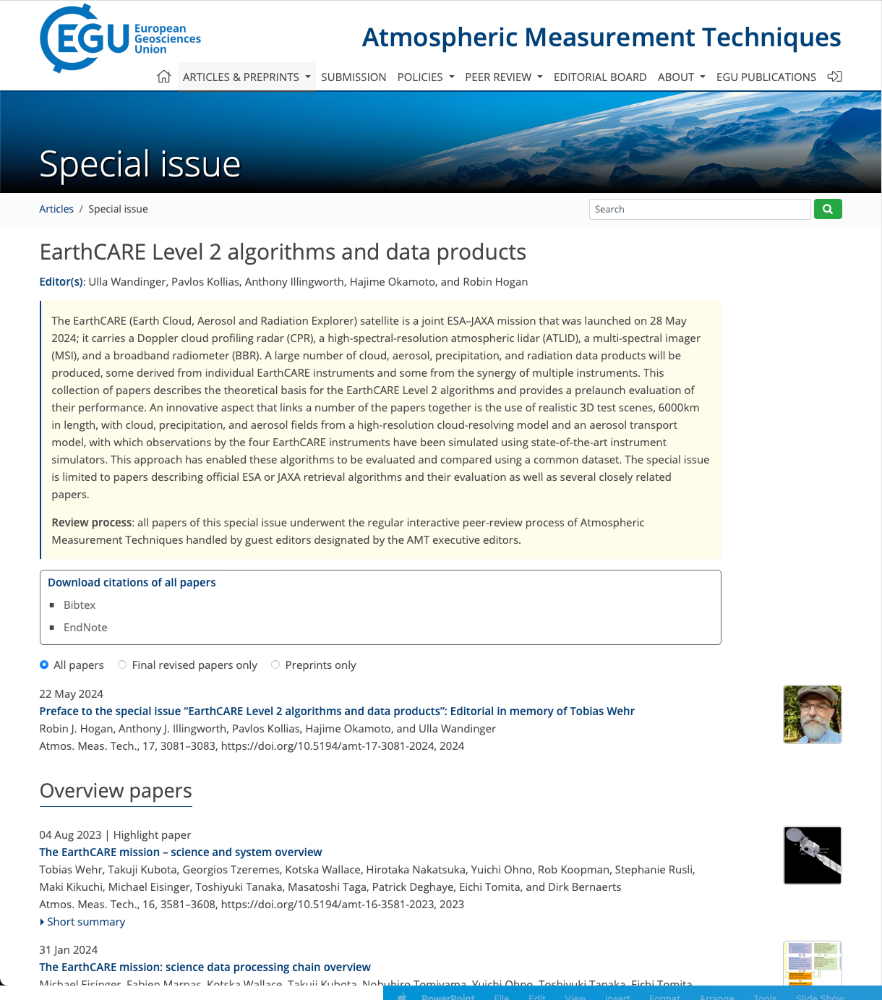 EGU European
Geosciences
Union
Atmospheric Measurement Techniques
ARTICLES & PREPRINTS SUBMISSION POLICIES PEER REVIEW EDITORIAL BOARD ABOUT EGU PUBLICATIONS
Special issue
Articles / Special issue
Search
EarthCARE Level 2 algorithms and data products
Editor(s): Ulla Wandinger, Pavlos Kollias, Anthony Illingworth, Hajime Okamoto, and Robin Hogan
The EarthCARE (Earth Cloud, Aerosol and Radiation Explorer) satellite is a joint ESA–JAXA mission that was launched on 28 May
2024; it carries a Doppler cloud profiling radar (CPR), a high-spectral-resolution atmospheric lidar (ATLID), a multi-spectral imager
(MSI), and a broadband radiometer (BBR). A large number of cloud, aerosol, precipitation, and radiation data products will be
produced, some derived from individual EarthCARE instruments and some from the synergy of multiple instruments. This
collection of papers describes the theoretical basis for the EarthCARE Level 2 algorithms and provides a prelaunch evaluation of
their performance. An innovative aspect that links a number of the papers together is the use of realistic 3D test scenes, 6000km
in length, with cloud, precipitation, and aerosol fields from a high-resolution cloud-resolving model and an aerosol transport
model, with which observations by the four EarthCARE instruments have been simulated using state-of-the-art instrument
simulators. This approach has enabled these algorithms to be evaluated and compared using a common dataset. The special issue
is limited to papers describing official ESA or JAXA retrieval algorithms and their evaluation as well as several closely related
papers.
Review process: all papers of this special issue underwent the regular interactive peer-review process of Atmospheric
Measurement Techniques handled by guest editors designated by the AMT executive editors.
Download citations of all papers
Bibtex
EndNote
All papers Final revised papers only Preprints only
22 May 2024
Preface to the special issue “EarthCARE Level 2 algorithms and data products”: Editorial in memory of Tobias Wehr
Robin J. Hogan, Anthony J. Illingworth, Pavlos Kollias, Hajime Okamoto, and Ulla Wandinger
Atmos. Meas. Tech., 17, 3081–3083, https://doi.org/10.5194/amt-17-3081-2024, 2024
Overview papers
04 Aug 2023 | Highlight paper
The EarthCARE mission – science and system overview
Tobias Wehr, Takuji Kubota, Georgios Tzeremes, Kotska Wallace, Hirotaka Nakatsuka, Yuichi Ohno, Rob Koopman, Stephanie Rusli,
Maki Kikuchi, Michael Eisinger, Toshiyuki Tanaka, Masatoshi Taga, Patrick Deghaye, Eichi Tomita, and Dirk Bernaerts
Atmos. Meas. Tech., 16, 3581–3608, https://doi.org/10.5194/amt-16-3581-2023, 2023
Short summary
31 Jan 2024
The EarthCARE mission: science data processing chain overview
Michael Eisinger, Fabien Marnas, Kotska Wallace, Takuji Kubota, Nobuhiro Tomiyama, Yuichi Ohno, Toshiyuki Tanaka, Eichi Tomita,
PowerPoint File Edit View Insert Format Arrange Tools Slide Show